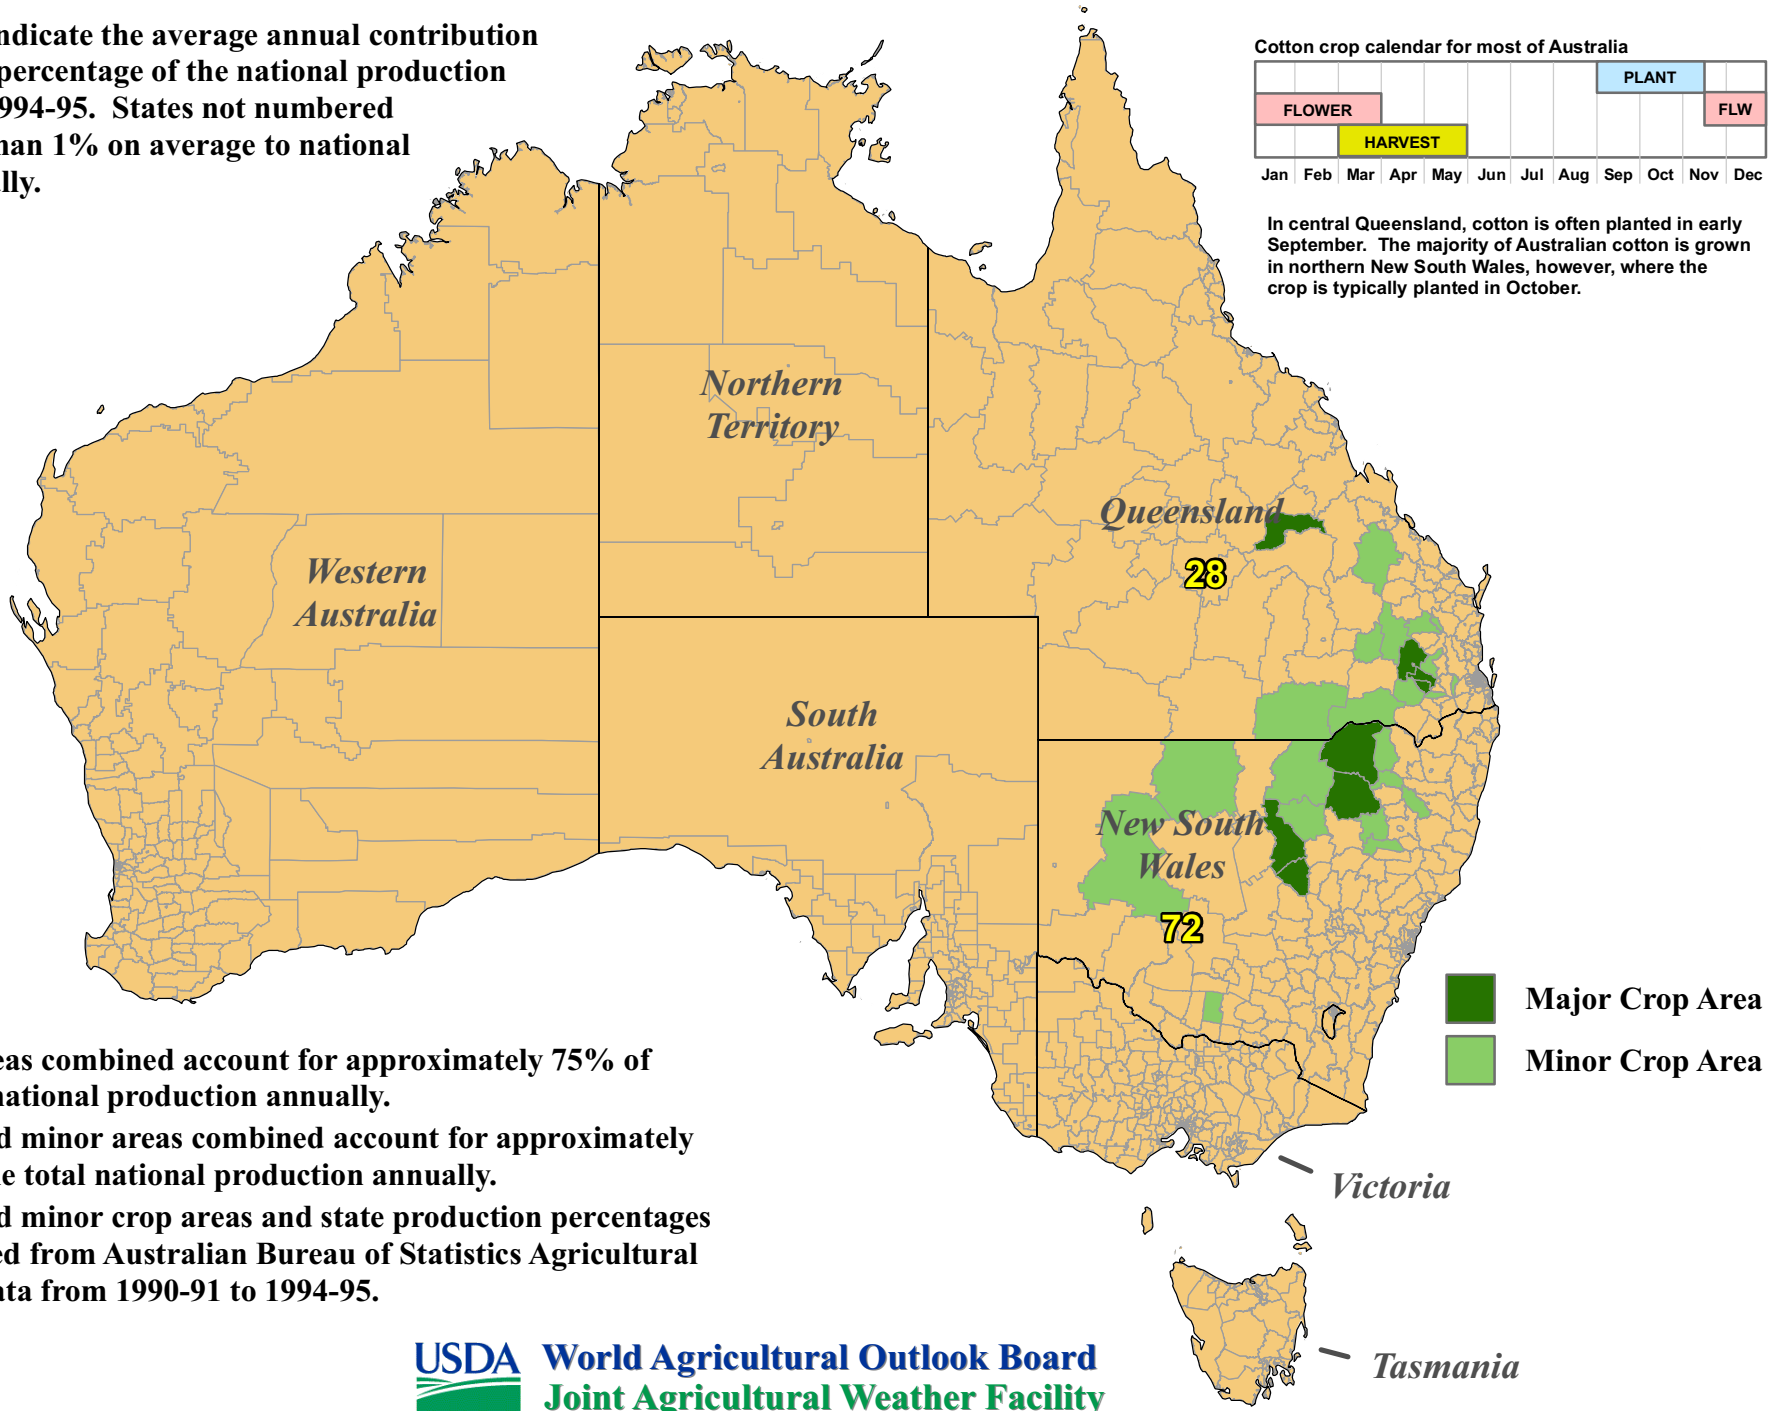 ndicate the average annual contribution
percentage of the national production
994-95.  States not numbered
han 1% on average to national
lly.
Cotton crop calendar for most of Australia
PLANT
FLOWER
FLW
HARVEST
Jan Feb Mar Apr May Jun Jul Aug Sep Oct Nov Dec
In central Queensland, cotton is often planted in early
September.  The majority of Australian cotton is grown
in northern New South Wales, however, where the
crop is typically planted in October.
Northern
Territory
Queensland
28
Western
Australia
South
Australia
New South
Wales
72
Major Crop Area
Minor Crop Area
eas combined account for approximately 75% of
national production annually.
d minor areas combined account for approximately
e total national production annually.
d minor crop areas and state production percentages
ed from Australian Bureau of Statistics Agricultural
ata from 1990-91 to 1994-95.
Victoria
Tasmania
USDA World Agricultural Outlook Board
Joint Agricultural Weather Facility